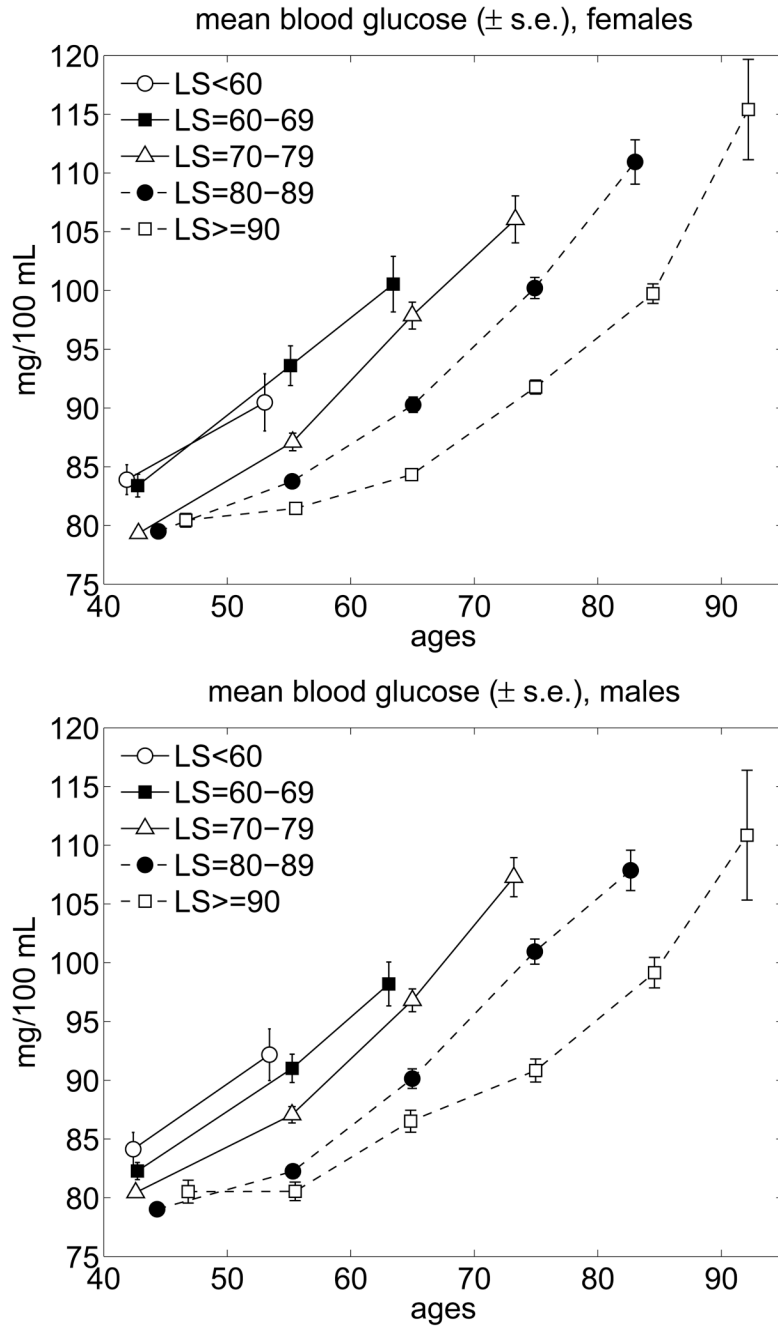 mean blood glucose (± s.e.), females
120
115
110
105
100
95
90
85
80
75
mg/100 mL
LS<60
LS=60−69
LS=70−79
LS=80−89
LS>=90
40 50 60 70 80 90
ages
mean blood glucose (± s.e.), males
120
115
110
105
100
95
90
85
80
75
mg/100 mL
LS<60
LS=60−69
LS=70−79
LS=80−89
LS>=90
40 50 60 70 80 90
ages